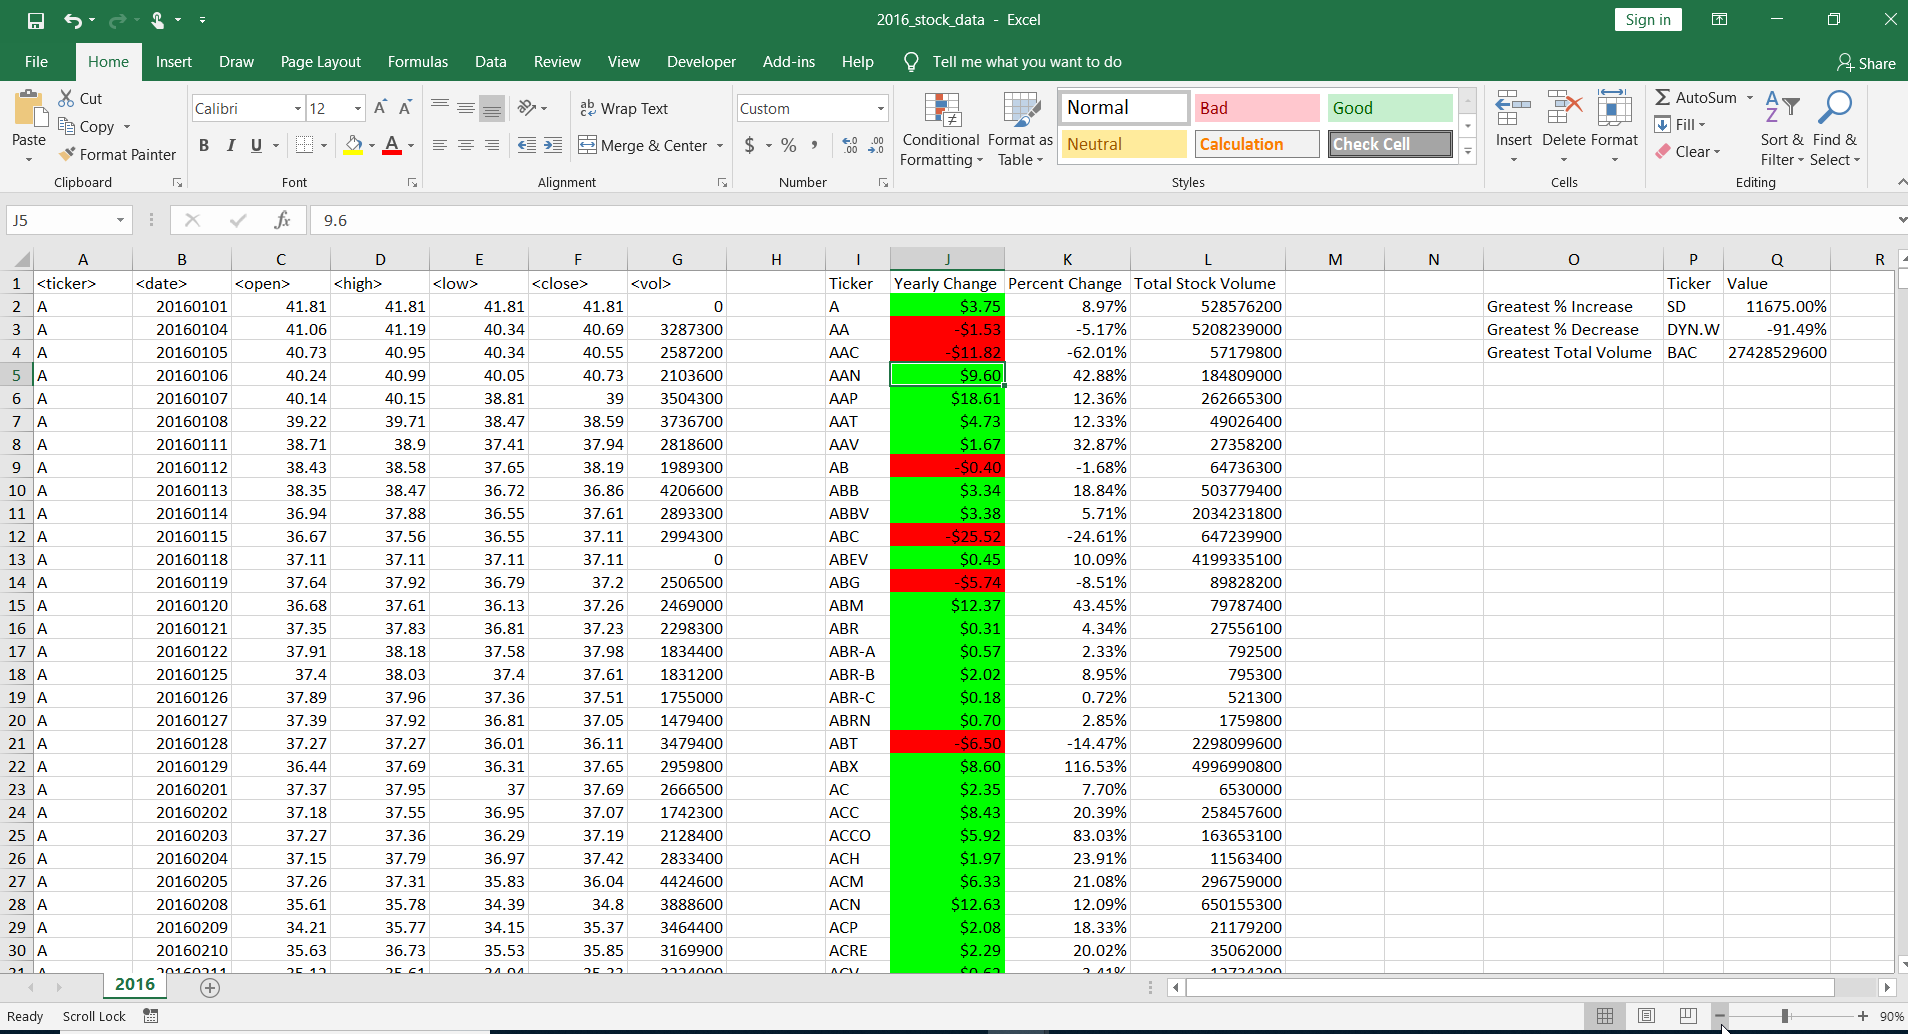 2016_stock_data - Excel
Sign in
File Home Insert Draw Page Layout Formulas Data Review View Developer Add-ins Help Tell me what you want to do Share
Paste
Cut
Copy
Format Painter
Clipboard
Calibri 12
B I U
Font
Wrap Text
Merge & Center
Alignment
Custom
$ % ,
Number
Conditional Formatting
Format as Table
Normal Bad Good
Neutral Calculation Check Cell
Styles
Insert Delete Format
Cells
AutoSum
Fill
Clear
Sort & Filter
Find & Select
Editing
J5 fx 9.6
A B C D E F G H I J K L M N O P Q R
1 <ticker> <date> <open> <high> <low> <close> <vol> Ticker Yearly Change Percent Change Total Stock Volume Ticker Value
2 A 20160101 41.81 41.81 41.81 41.81 0 A $3.75 8.97% 528576200 Greatest % Increase SD 11675.00%
3 A 20160104 41.06 41.19 40.34 40.69 3287300 AA -$1.53 -5.17% 5208239000 Greatest % Decrease DYN.W -91.49%
4 A 20160105 40.73 40.95 40.34 40.55 2587200 AAC -$11.82 -62.01% 57179800 Greatest Total Volume BAC 27428529600
5 A 20160106 40.24 40.99 40.05 40.73 2103600 AAN $9.60 42.88% 184809000
6 A 20160107 40.14 40.15 38.81 39 3504300 AAP $18.61 12.36% 262665300
7 A 20160108 39.22 39.71 38.47 38.59 3736700 AAT $4.73 12.33% 49026400
8 A 20160111 38.71 38.9 37.41 37.94 2818600 AAV $1.67 32.87% 27358200
9 A 20160112 38.43 38.58 37.65 38.19 1989300 AB -$0.40 -1.68% 64736300
10 A 20160113 38.35 38.47 36.72 36.86 4206600 ABB $3.34 18.84% 503779400
11 A 20160114 36.94 37.88 36.55 37.61 2893300 ABBV $3.38 5.71% 2034231800
12 A 20160115 36.67 37.56 36.55 37.11 2994300 ABC -$25.52 -24.61% 647239900
13 A 20160118 37.11 37.11 37.11 37.11 0 ABEV $0.45 10.09% 4199335100
14 A 20160119 37.64 37.92 36.79 37.2 2506500 ABG -$5.74 -8.51% 89828200
15 A 20160120 36.68 37.61 36.13 37.26 2469000 ABM $12.37 43.45% 79787400
16 A 20160121 37.35 37.83 36.81 37.23 2298300 ABR $0.31 4.34% 27556100
17 A 20160122 37.91 38.18 37.58 37.98 1834400 ABR-A $0.57 2.33% 792500
18 A 20160125 37.4 38.03 37.4 37.61 1831200 ABR-B $2.02 8.95% 795300
19 A 20160126 37.89 37.96 37.36 37.51 1755000 ABR-C $0.18 0.72% 521300
20 A 20160127 37.39 37.92 36.81 37.05 1479400 ABRN $0.70 2.85% 1759800
21 A 20160128 37.27 37.27 36.01 36.11 3479400 ABT -$6.50 -14.47% 2298099600
22 A 20160129 36.44 37.69 36.31 37.65 2959800 ABX $8.60 116.53% 4996990800
23 A 20160201 37.37 37.95 37 37.69 2666500 AC $2.35 7.70% 6530000
24 A 20160202 37.18 37.55 36.95 37.07 1742300 ACC $8.43 20.39% 258457600
25 A 20160203 37.27 37.36 36.29 37.19 2128400 ACCO $5.92 83.03% 163653100
26 A 20160204 37.15 37.79 36.97 37.42 2833400 ACH $1.97 23.91% 11563400
27 A 20160205 37.26 37.31 35.83 36.04 4424600 ACM $6.33 21.08% 296759000
28 A 20160208 35.61 35.78 34.39 34.8 3888600 ACN $12.63 12.09% 650155300
29 A 20160209 34.21 35.77 34.15 35.37 3464400 ACP $2.08 18.33% 21179200
30 A 20160210 35.63 36.73 35.53 35.85 3169900 ACRE $2.29 20.02% 35062000
2016
Ready Scroll Lock 90%